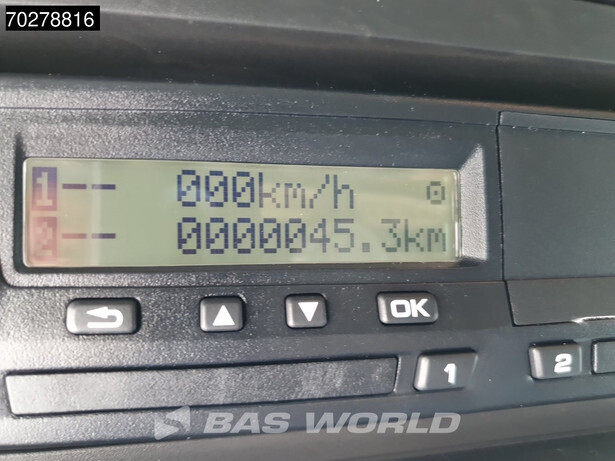 70278816
1-- 000km/h
2-- 0000045.3km
OK
1
2
BAS WORLD